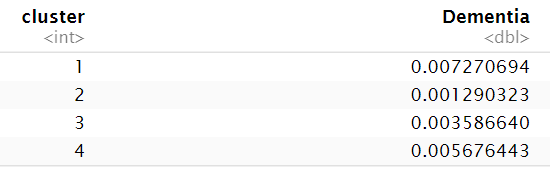 cluster Dementia
<int> <dbl>
1 0.007270694
2 0.001290323
3 0.003586640
4 0.005676443